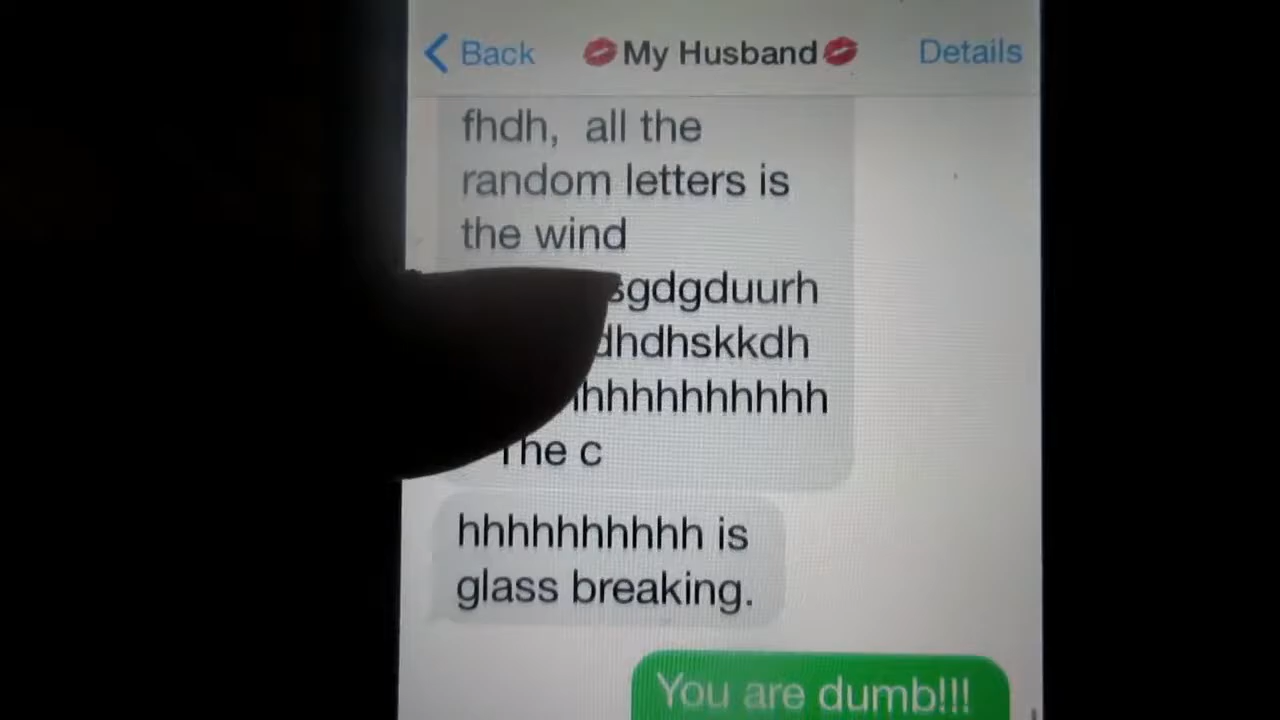 Back 💋My Husband💋 Details
fhdh, all the
random letters is
the wind
sgdgduurh
dhdhskkdh
hhhhhhhhhhh
The c
hhhhhhhhhh is
glass breaking.
You are dumb!!!